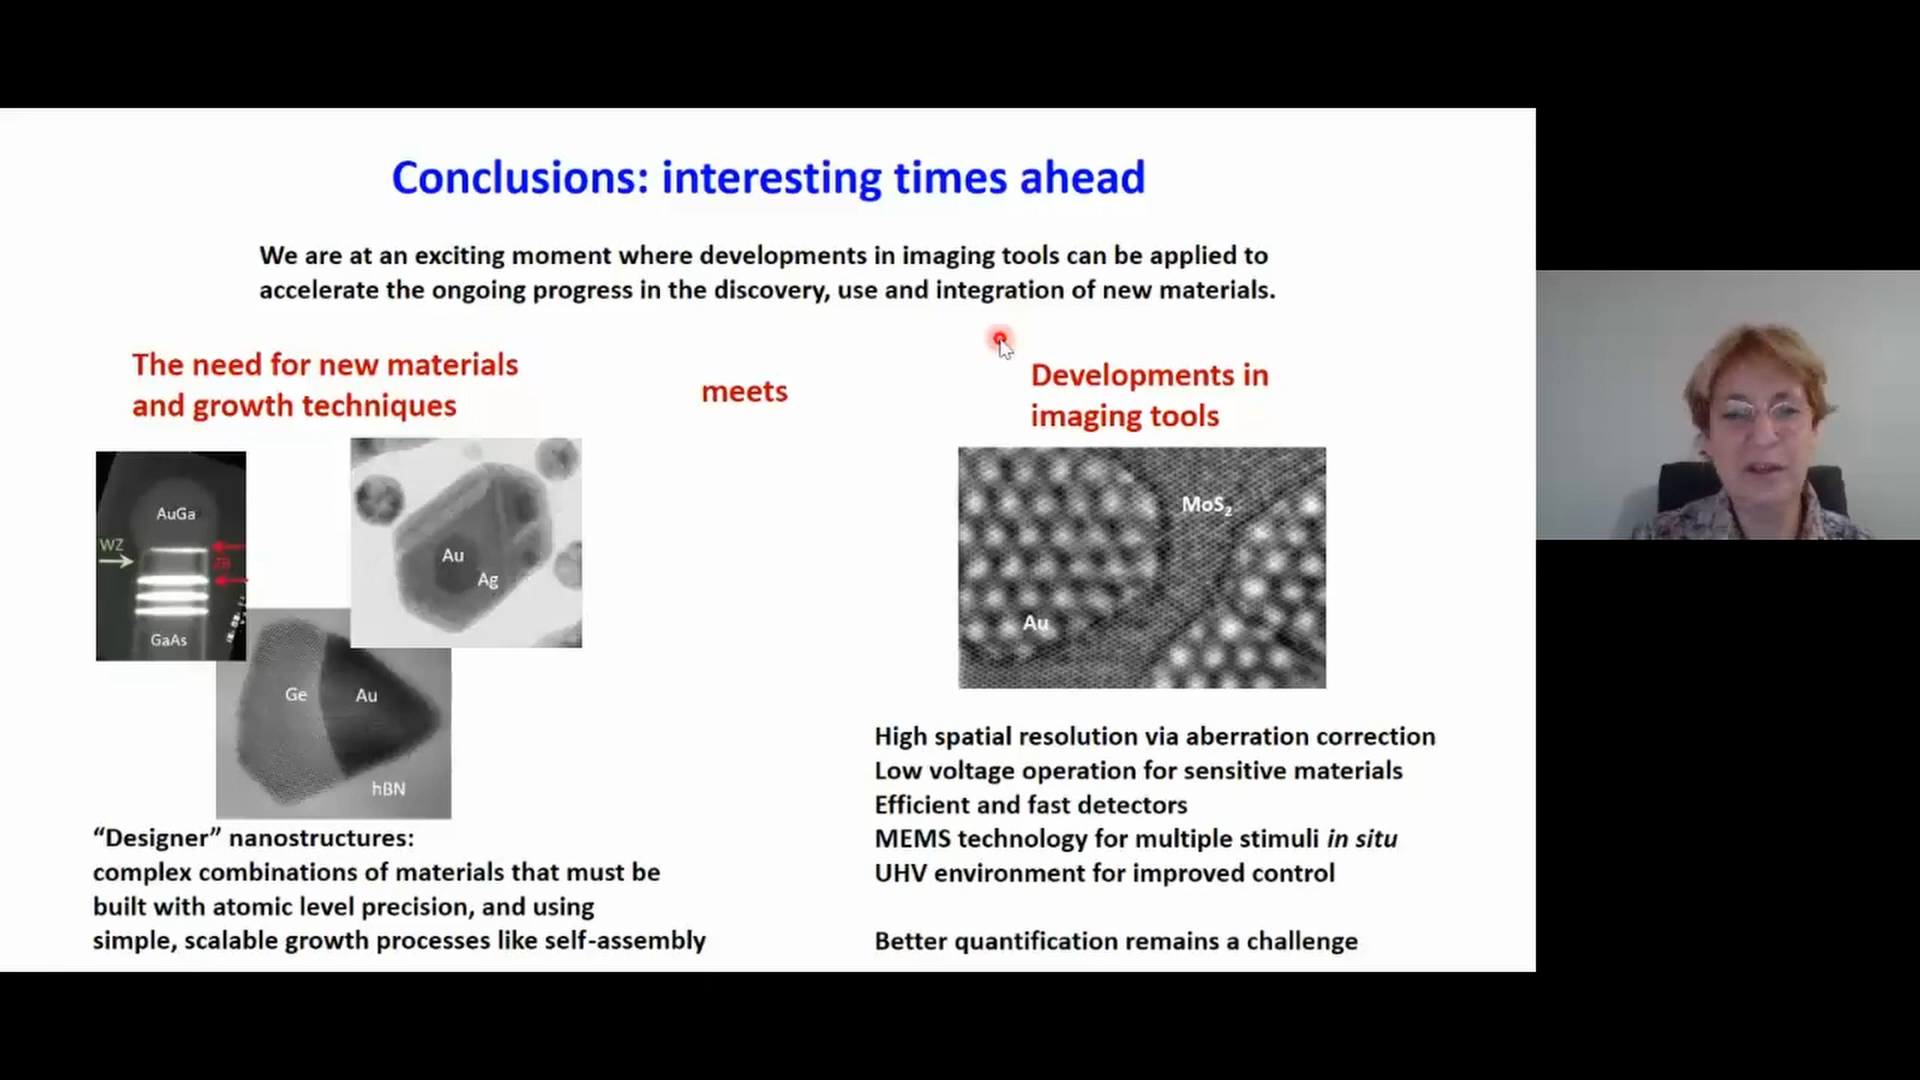 Conclusions: interesting times ahead
We are at an exciting moment where developments in imaging tools can be applied to
accelerate the ongoing progress in the discovery, use and integration of new materials.
The need for new materials
and growth techniques
meets
Developments in
imaging tools
AuGa
WZ
ZB
GaAs
Au
Ag
Ge
Au
hBN
MoS₂
Au
“Designer” nanostructures:
complex combinations of materials that must be
built with atomic level precision, and using
simple, scalable growth processes like self-assembly
High spatial resolution via aberration correction
Low voltage operation for sensitive materials
Efficient and fast detectors
MEMS technology for multiple stimuli in situ
UHV environment for improved control
Better quantification remains a challenge